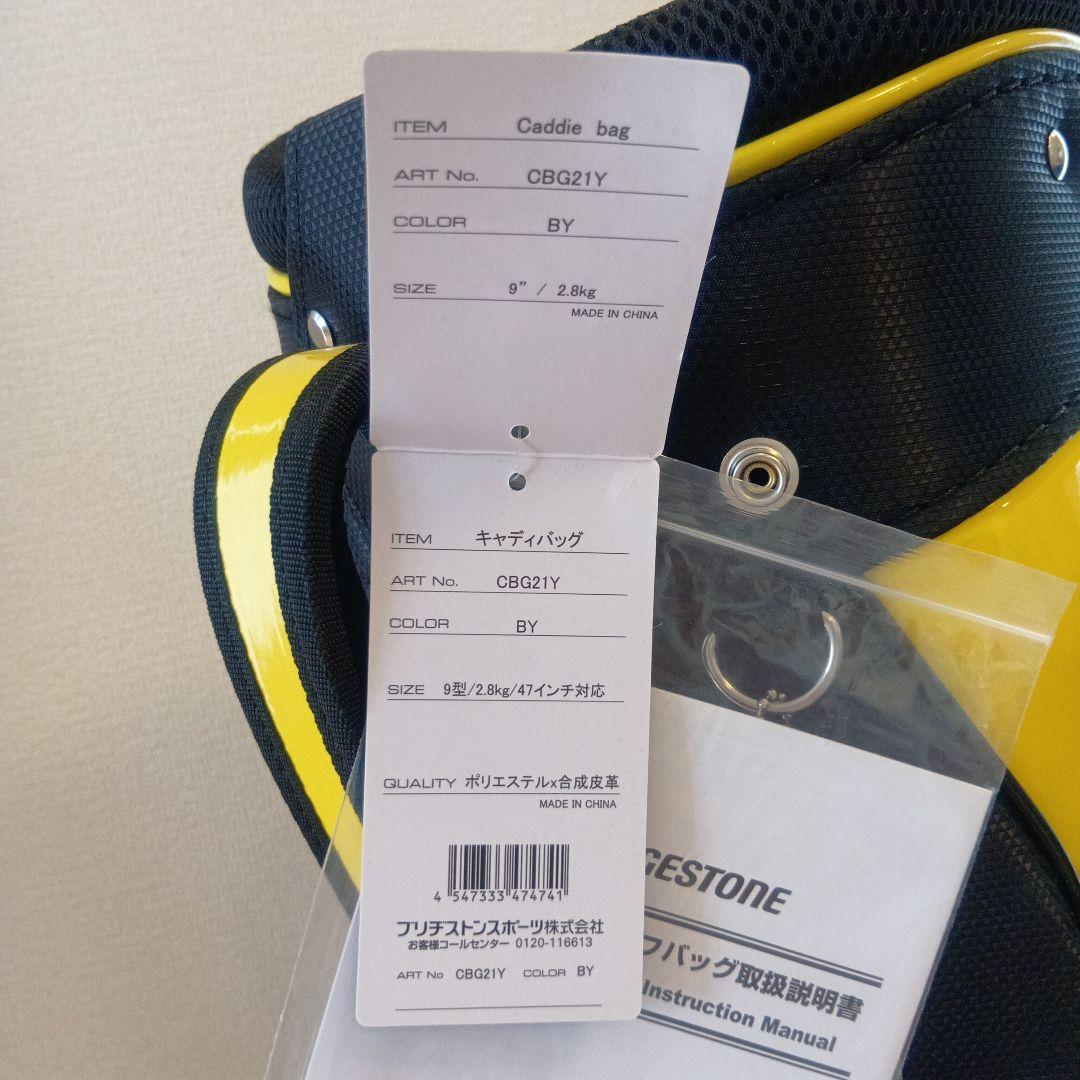 ITEM Caddie bag
ART No. CBG21Y
COLOR BY
SIZE 9” / 2.8kg
MADE IN CHINA
ITEM キャディバッグ
ART No. CBG21Y
COLOR BY
SIZE 9型/2.8kg/47インチ対応
QUALITY ポリエステルx合成皮革
MADE IN CHINA
4 547333 474741
ブリヂストンスポーツ株式会社
お客様コールセンター 0120-116613
ART No CBG21Y COLOR BY
GESTONE
フバッグ取扱説明書
Instruction Manual